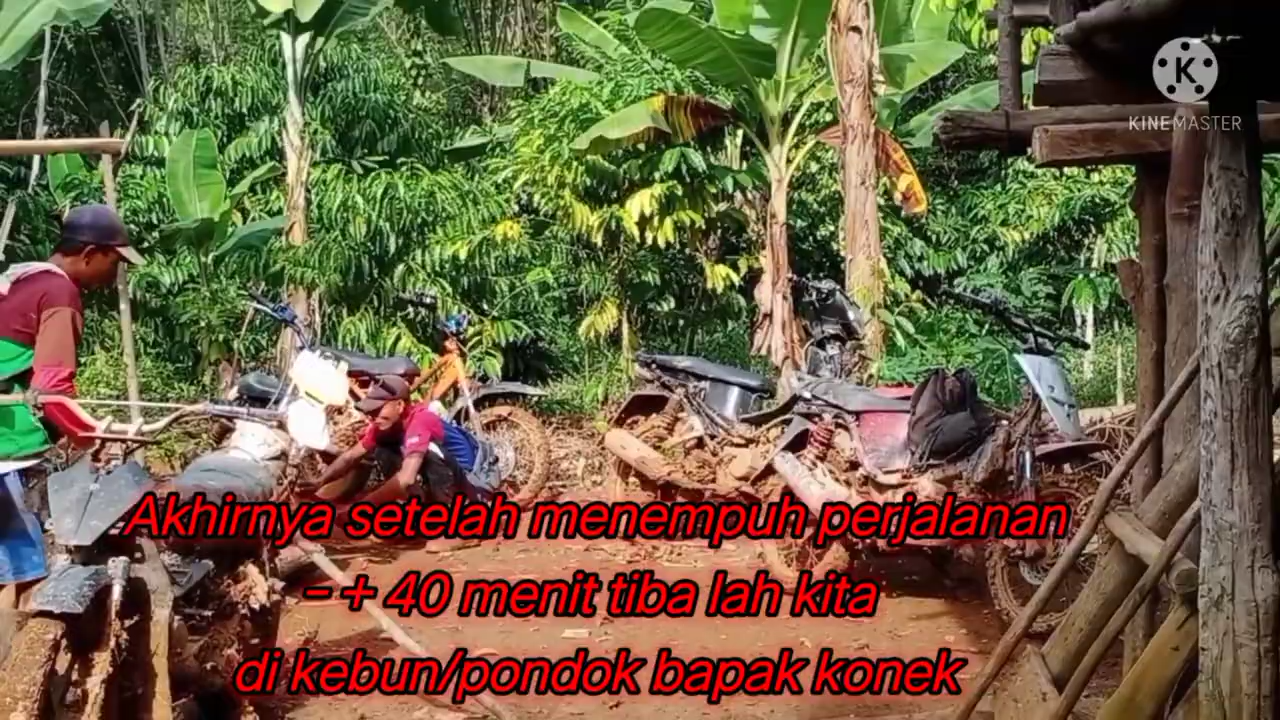 KINEMASTER
Akhirnya setelah menempuh perjalanan
- + 40 menit tiba lah kita
di kebun/pondok bapak konek